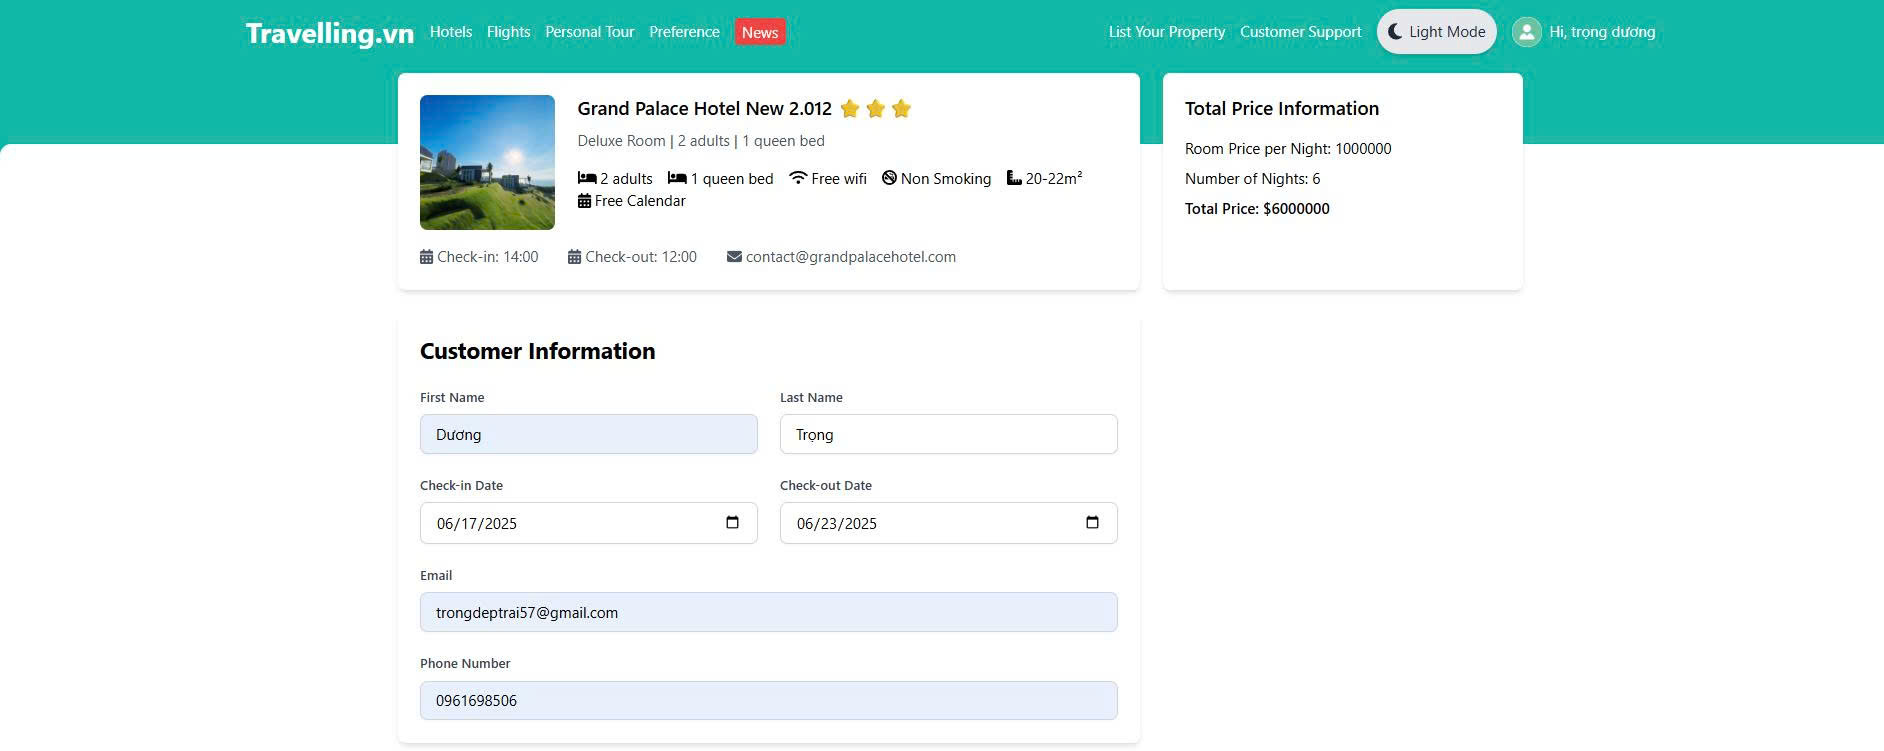 Travelling.vn Hotels Flights Personal Tour Preference News List Your Property Customer Support Light Mode Hi, trọng dương
Grand Palace Hotel New 2.012
Deluxe Room | 2 adults | 1 queen bed
2 adults 1 queen bed Free wifi Non Smoking 20-22m²
Free Calendar
Check-in: 14:00 Check-out: 12:00 contact@grandpalacehotel.com
Total Price Information
Room Price per Night: 1000000
Number of Nights: 6
Total Price: $6000000
Customer Information
First Name Last Name
Dương Trọng
Check-in Date Check-out Date
06/17/2025 06/23/2025
Email
trongdeptrai57@gmail.com
Phone Number
0961698506